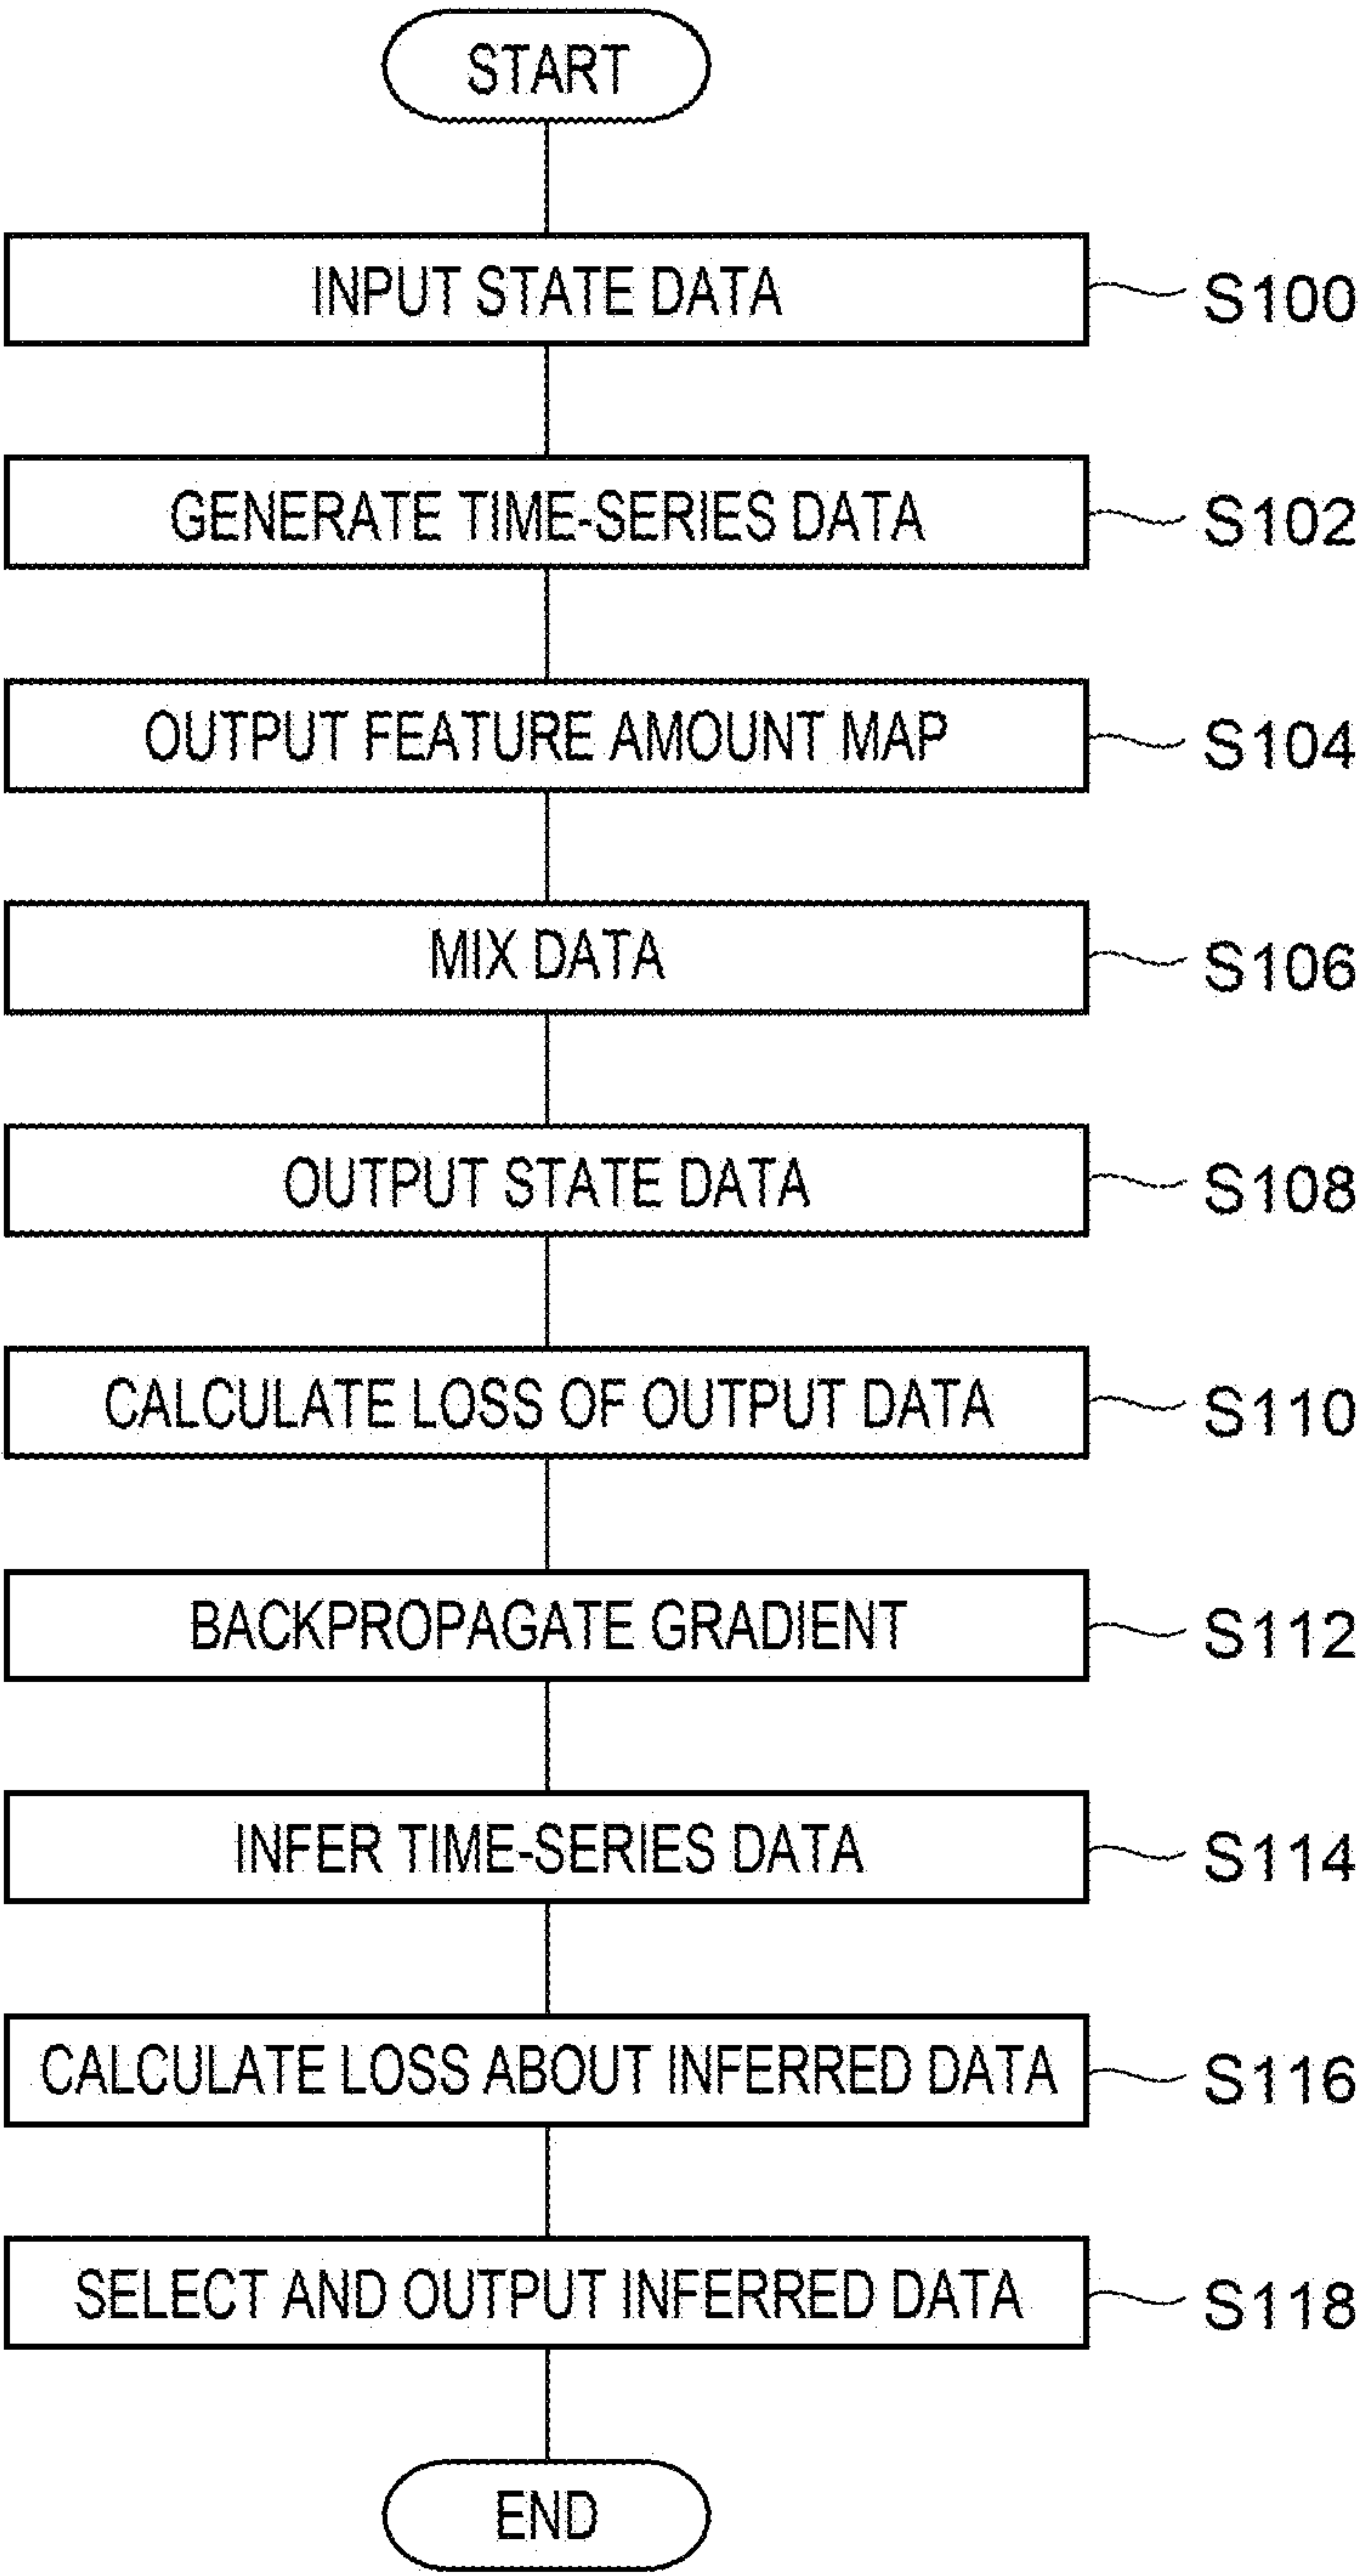 START
INPUT STATE DATA
S100
GENERATE TIME-SERIES DATA
S102
OUTPUT FEATURE AMOUNT MAP
S104
MIX DATA
S106
OUTPUT STATE DATA
S108
CALCULATE LOSS OF OUTPUT DATA
S110
BACKPROPAGATE GRADIENT
S112
INFER TIME-SERIES DATA
S114
CALCULATE LOSS ABOUT INFERRED DATA
S116
SELECT AND OUTPUT INFERRED DATA
S118
END